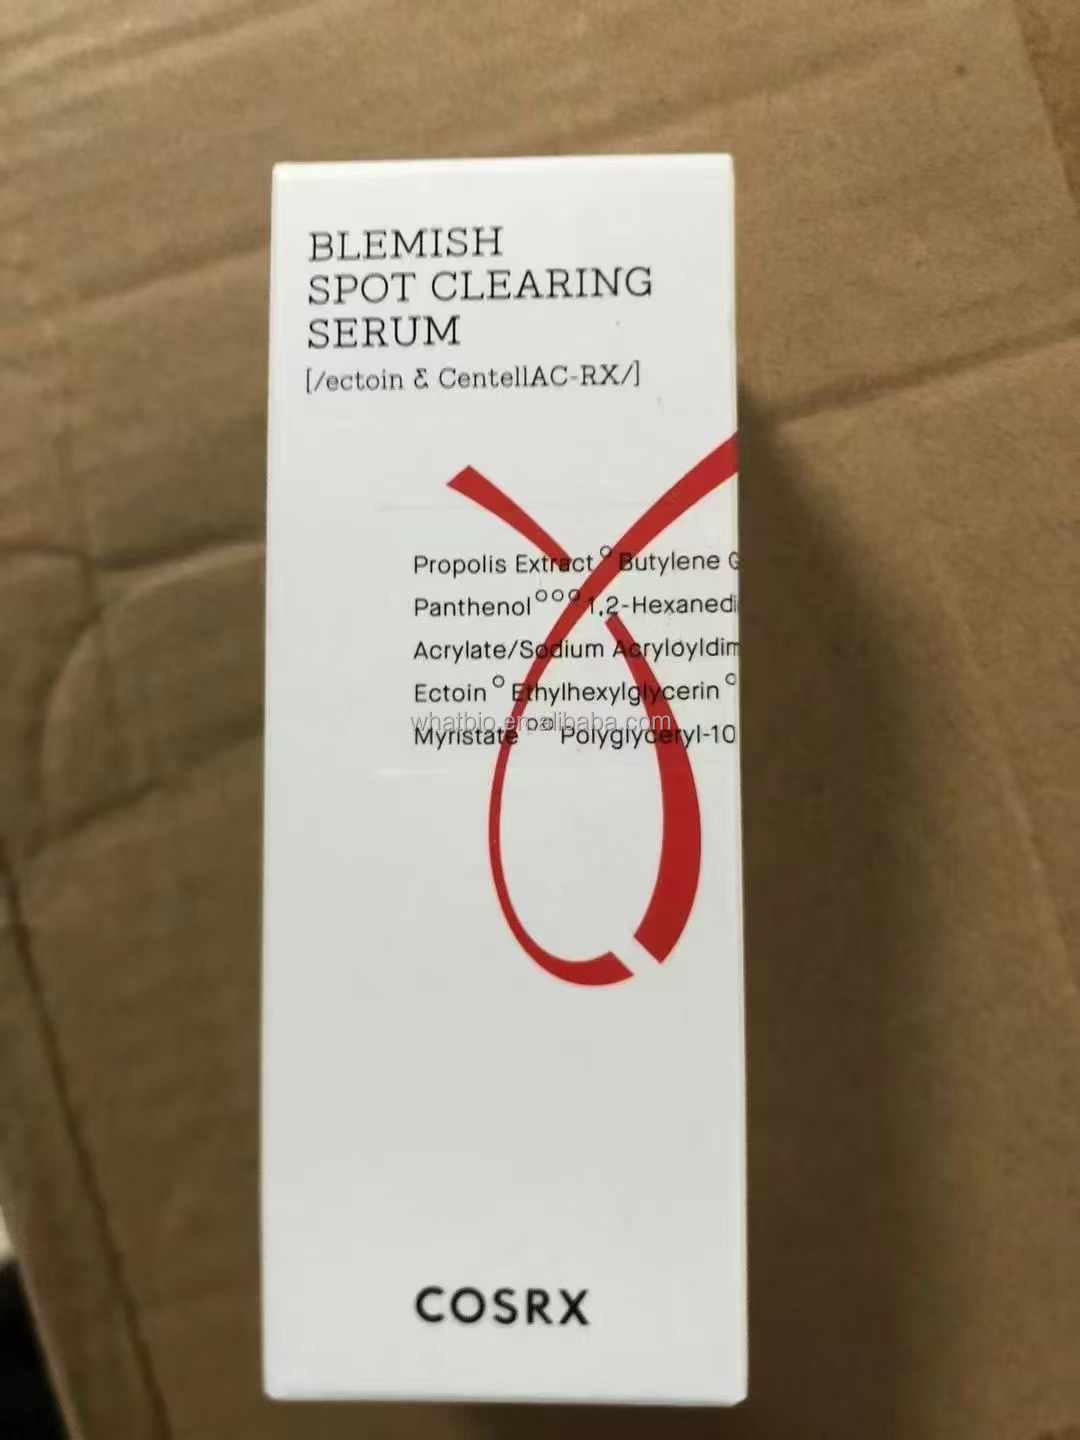 BLEMISH
SPOT CLEARING
SERUM
[/ectoin & CentellAC-RX/]
Propolis Extract° Butylene G
Panthenol°°° 1,2-Hexanedi
Acrylate/Sodium Acryloyldim
Ectoin° Ethylhexylglycerin°
whatbio.en.alibaba.com
Myristate°° Polyglyceryl-10
COSRX